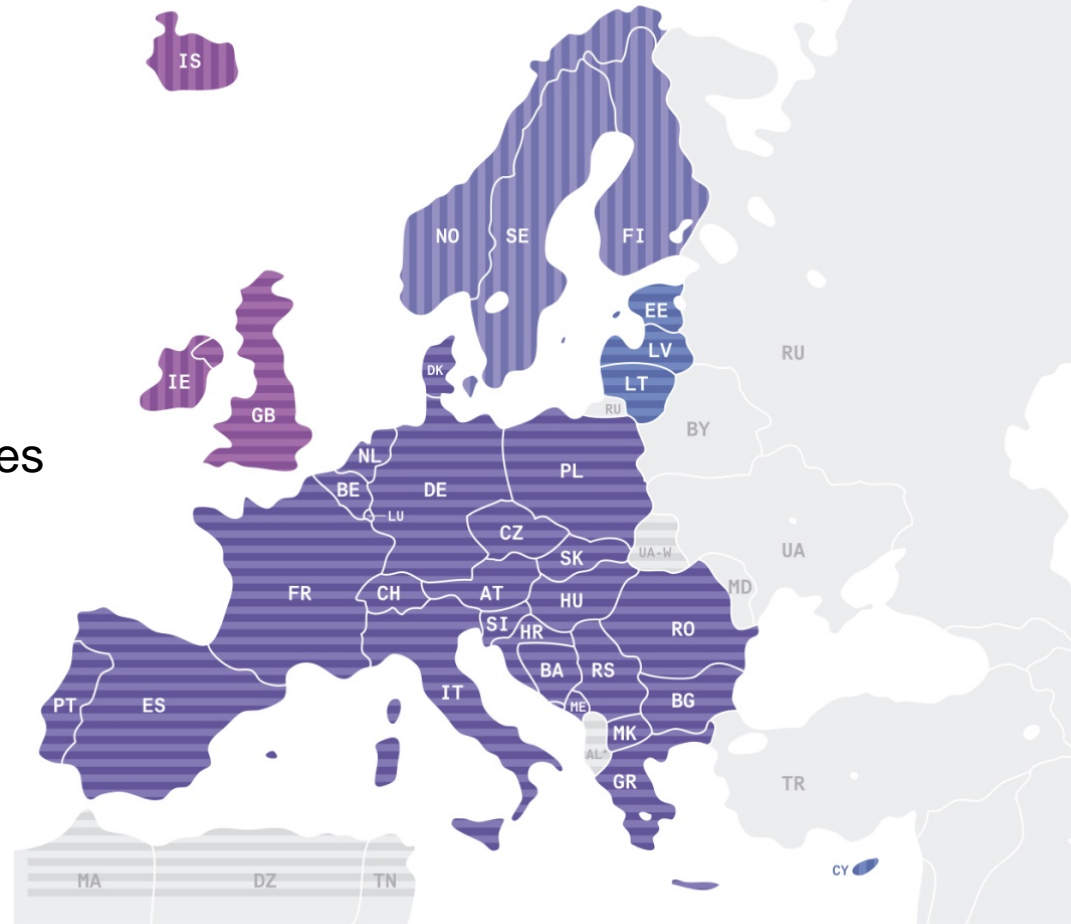 IS
NO
SE
FI
EE
LV
RU
DK
LT
IE
RU
GB
BY
es
NL
PL
BE
DE
LU
CZ
UA-W
UA
SK
MD
FR
CH
AT
HU
SI
HR
RO
BA
RS
IT
PT
ES
ME
BG
MK
AL*
GR
TR
CY
MA
DZ
TN